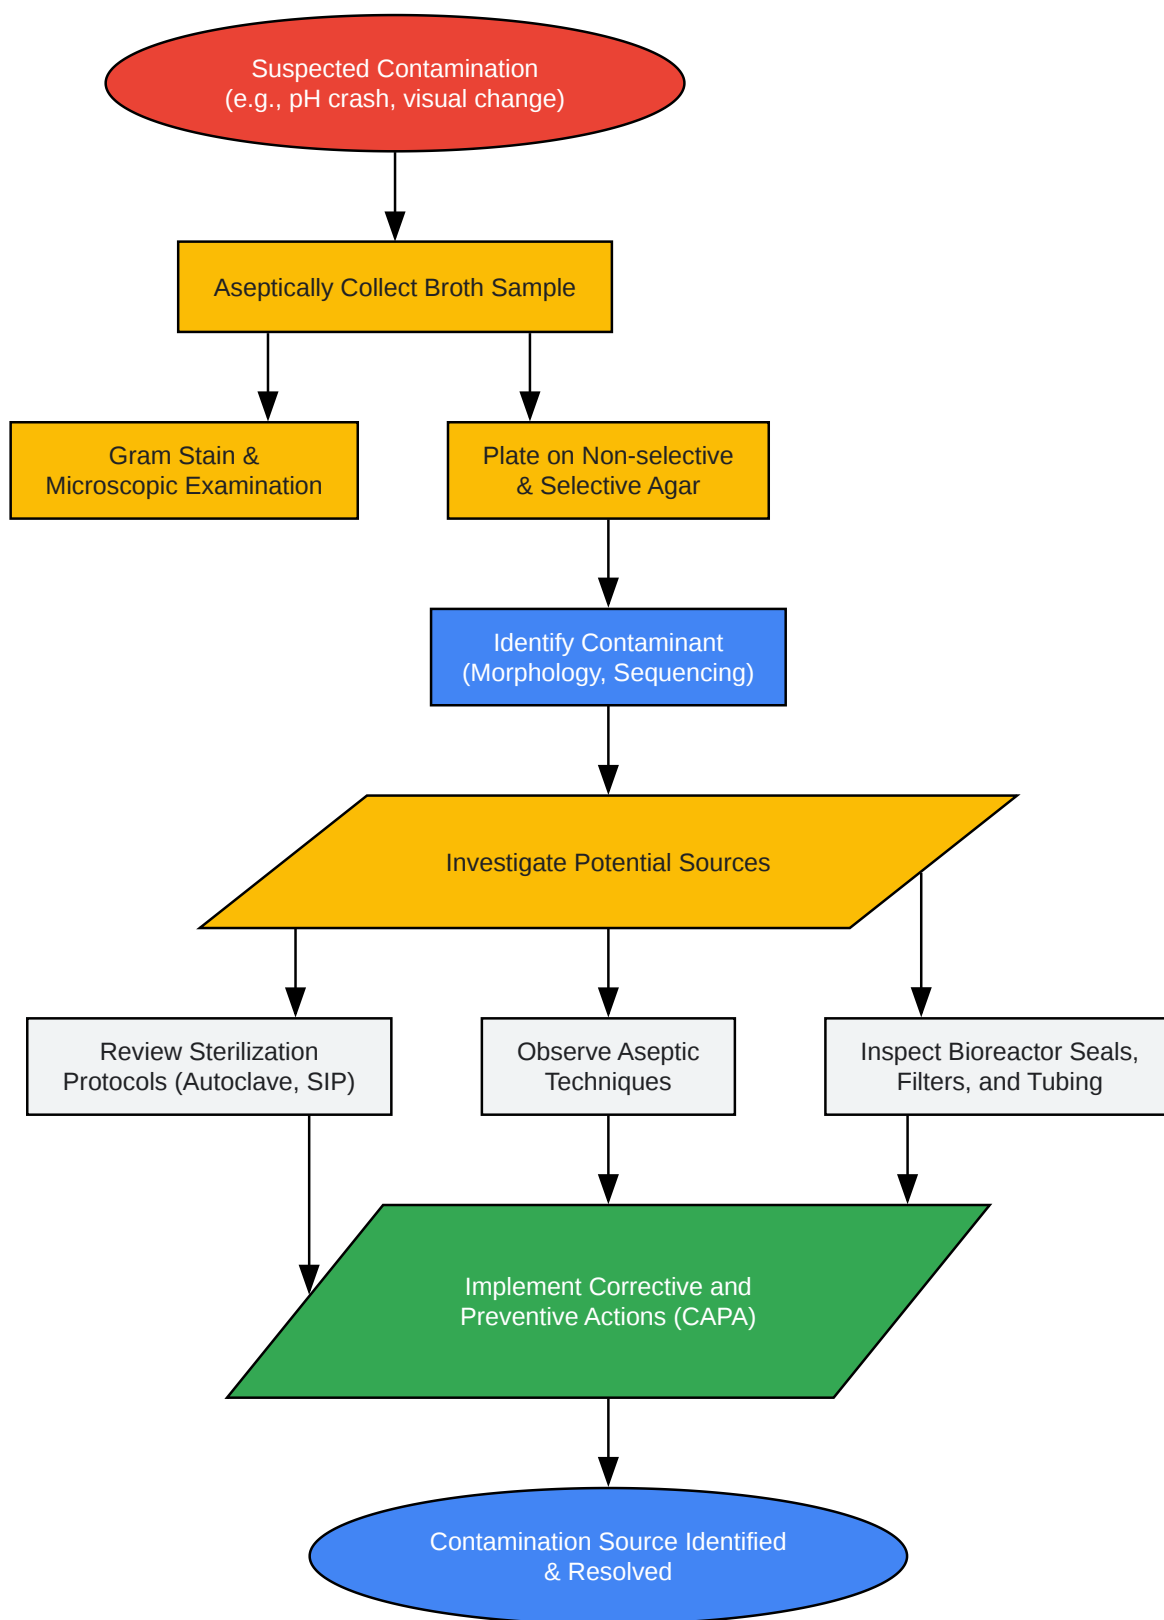 Suspected Contamination
(e.g., pH crash, visual change)
Aseptically Collect Broth Sample
Gram Stain &
Microscopic Examination
Plate on Non-selective
& Selective Agar
Identify Contaminant
(Morphology, Sequencing)
Investigate Potential Sources
Review Sterilization
Protocols (Autoclave, SIP)
Observe Aseptic
Techniques
Inspect Bioreactor Seals,
Filters, and Tubing
Implement Corrective and
Preventive Actions (CAPA)
Contamination Source Identified
& Resolved